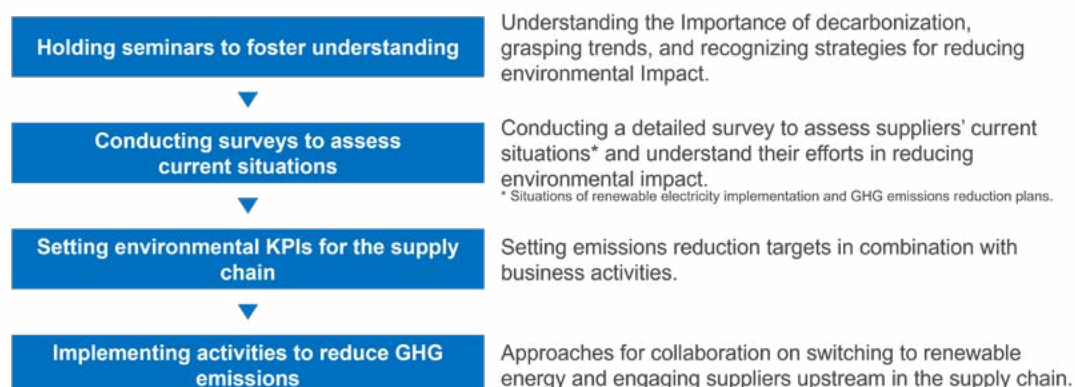 Holding seminars to foster understanding
Understanding the Importance of decarbonization,
grasping trends, and recognizing strategies for reducing
environmental Impact.
Conducting surveys to assess
current situations
Conducting a detailed survey to assess suppliers' current
situations* and understand their efforts in reducing
environmental impact.
* Situations of renewable electricity implementation and GHG emissions reduction plans.
Setting environmental KPIs for the supply
chain
Setting emissions reduction targets in combination with
business activities.
Implementing activities to reduce GHG
emissions
Approaches for collaboration on switching to renewable
energy and engaging suppliers upstream in the supply chain.